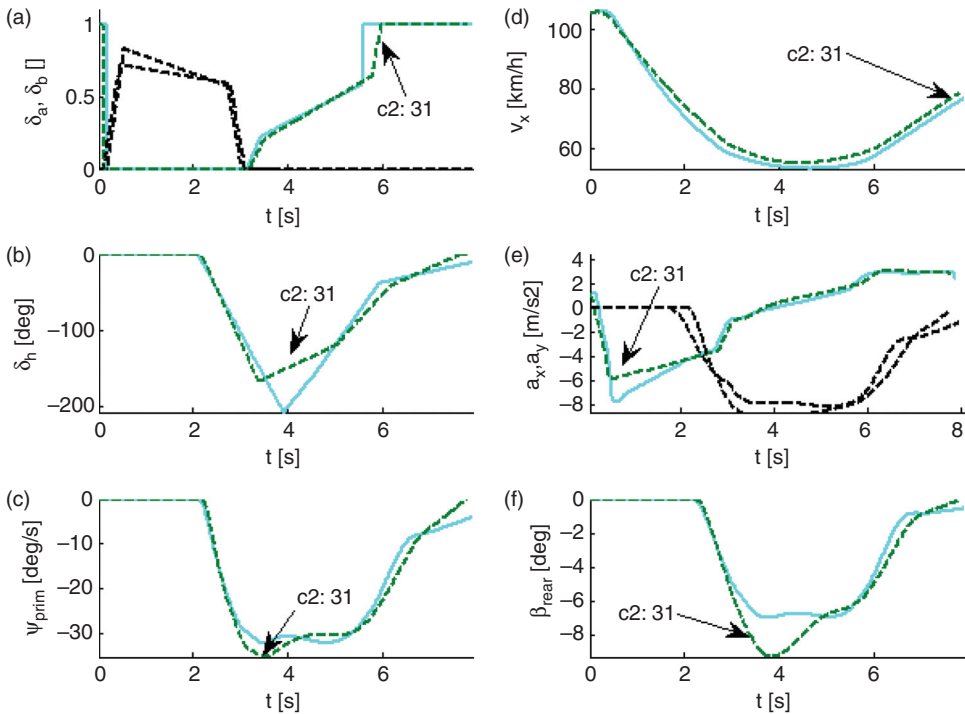 (a)
δa, δb []
1
0.5
0
0 2 4 6
t [s]
c2: 31
(d)
vx [km/h]
100
80
60
0 2 4 6
t [s]
c2: 31
(b)
δh [deg]
0
−100
−200
0 2 4 6
t [s]
c2: 31
(e)
ax,ay [m/s2]
4
2
0
−2
−4
−6
−8
2 4 6 8
t [s]
c2: 31
(c)
ψprim [deg/s]
0
−10
−20
−30
0 2 4 6
t [s]
c2: 31
(f)
βrear [deg]
0
−2
−4
−6
−8
0 2 4 6
t [s]
c2: 31